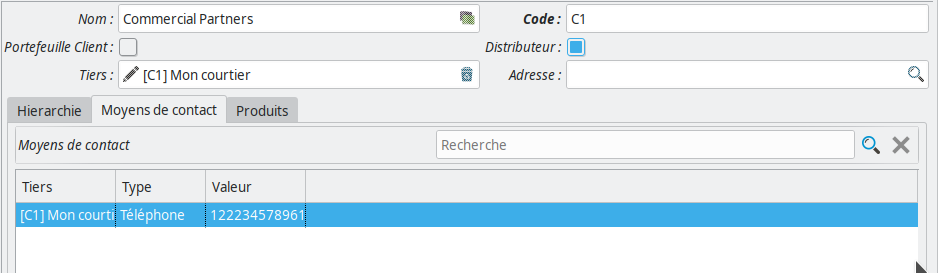 Nom : Commercial Partners Code : C1
Portefeuille Client : Distributeur :
Tiers : [C1] Mon courtier Adresse :
Hierarchie Moyens de contact Produits
Moyens de contact Recherche
Tiers Type Valeur
[C1] Mon courti Téléphone 122234578961